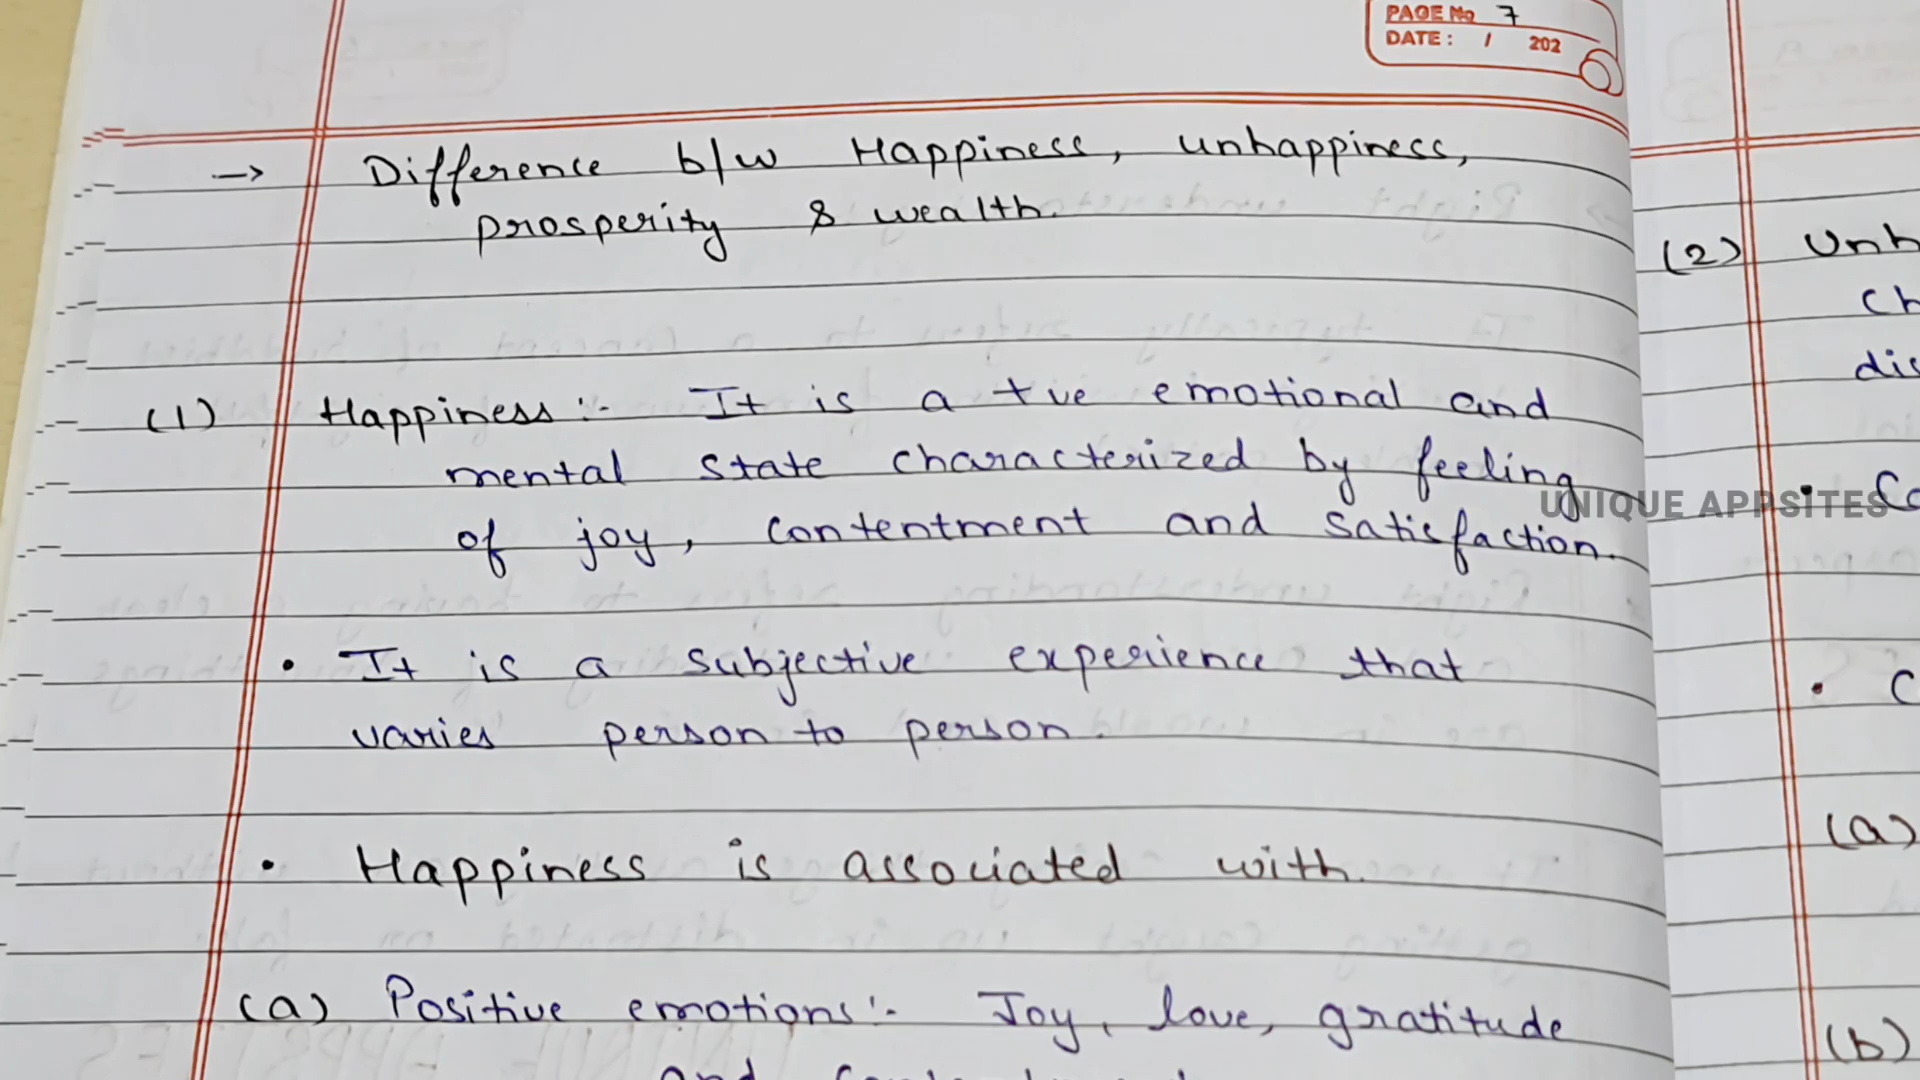 PAGE No 7
DATE: / 202
→ Difference b/w Happiness, unhappiness,
prosperity & wealth.
(1) Happiness :- It is a +ve emotional and
mental state characterized by feeling
of joy, contentment and satisfaction.
• It is a subjective experience that
varies person to person.
• Happiness is associated with.
(a) Positive emotions :- Joy, love, gratitude
and
(2)
(a)
(b)
UNIQUE APPSITES